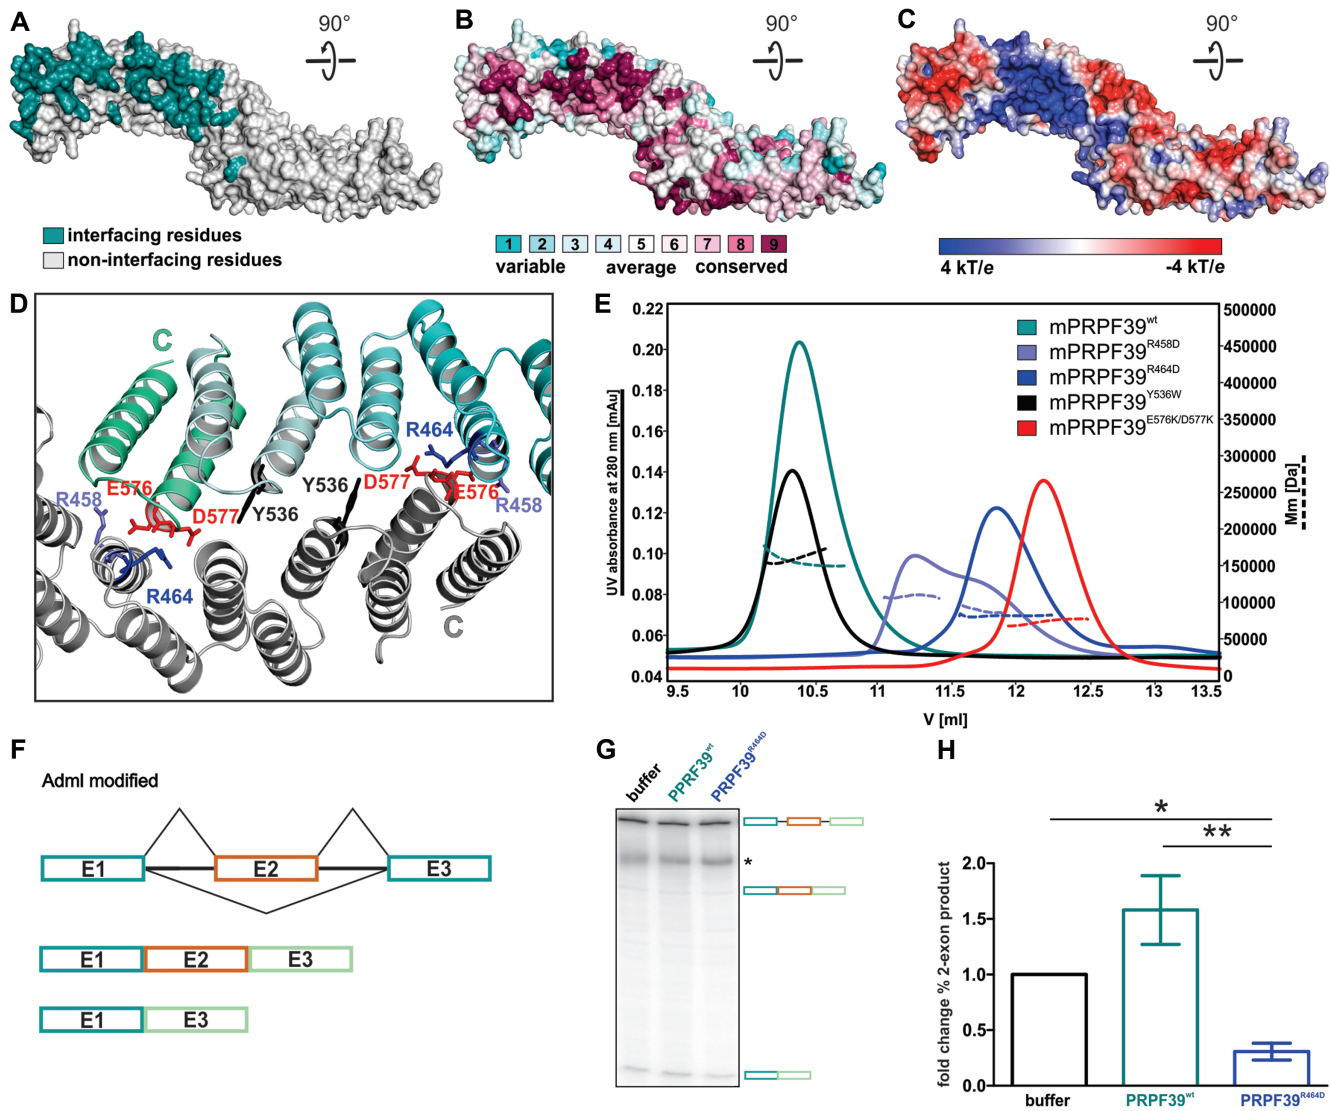 A
90°
interfacing residues
non-interfacing residues
B
90°
1 2 3 4 5 6 7 8 9
variable average conserved
C
90°
4 kT/e -4 kT/e
D
C
R464
E576
R458
D577
Y536
Y536
D577
E576
R458
R464
C
E
0.22
0.20
0.18
0.16
0.14
0.12
0.10
0.08
0.06
0.04
UV absorbance at 280 nm [mAu]
mPRPF39wt
mPRPF39R458D
mPRPF39R464D
mPRPF39Y536W
mPRPF39E576K/D577K
500000
450000
400000
350000
300000
250000
200000
150000
100000
50000
0
Mm [Da]
9.5 10 10.5 11 11.5 12 12.5 13 13.5
V [ml]
F
Adml modified
E1 E2 E3
E1 E2 E3
E1 E3
G
buffer
PPRF39wt
PRPF39R464D
*
H
*
**
2.0
1.5
1.0
0.5
0.0
fold change % 2-exon product
buffer PRPF39wt PRPF39R464D